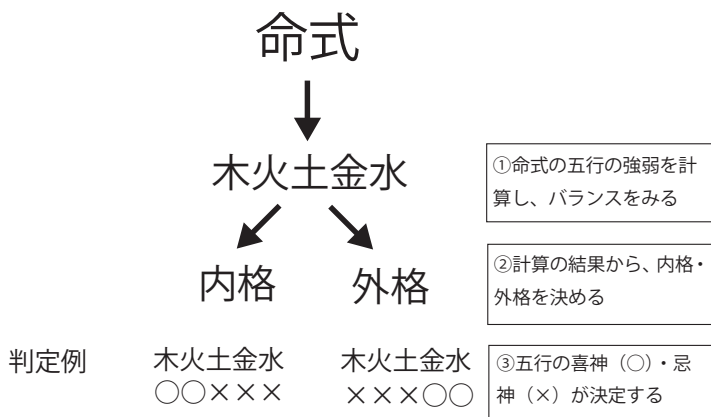 命式
木火土金水
①命式の五行の強弱を計
算し、バランスをみる
内格
外格
②計算の結果から、内格・
外格を決める
判定例
木火土金水
○○×××
木火土金水
×××○○
③五行の喜神（○）・忌
神（×）が決定する